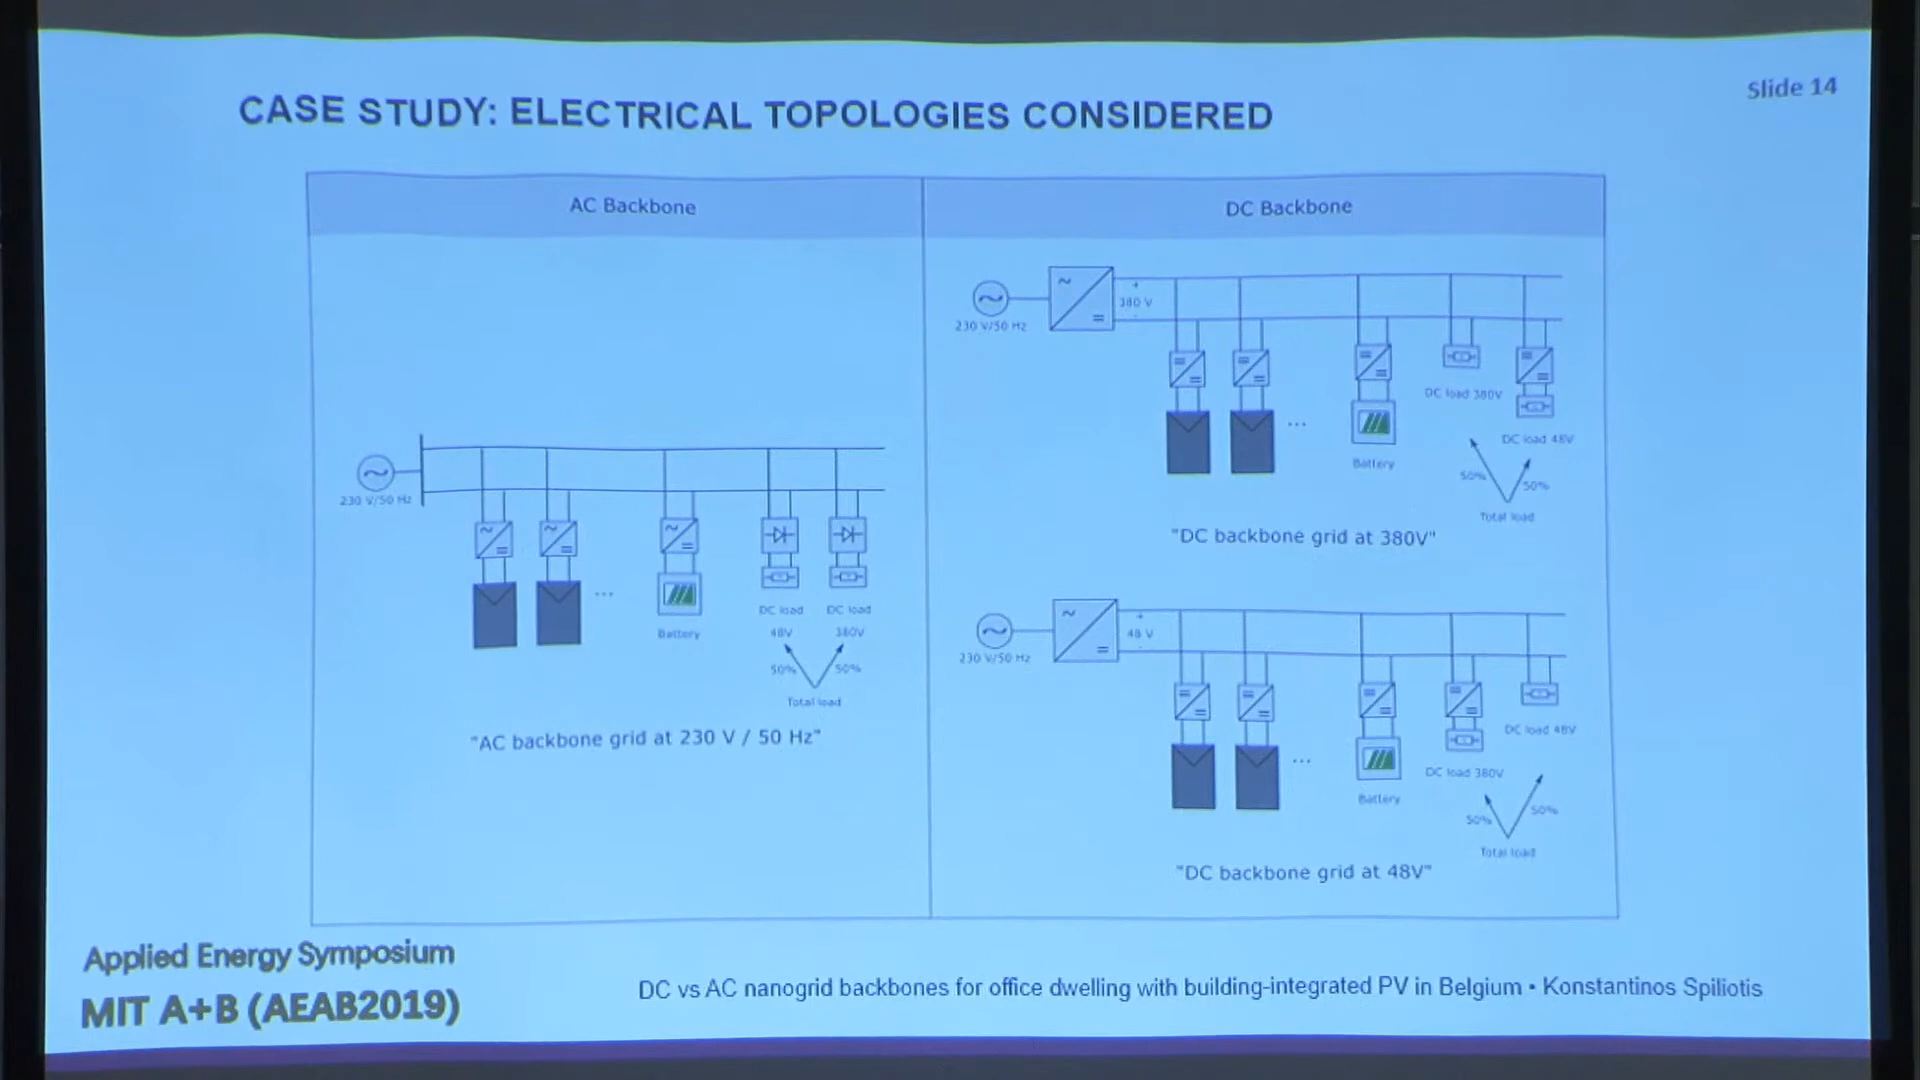 Slide 14
CASE STUDY: ELECTRICAL TOPOLOGIES CONSIDERED
AC Backbone
230 V/50 Hz
Battery
DC load
48V
DC load
380V
50%
50%
Total load
"AC backbone grid at 230 V / 50 Hz"
DC Backbone
230 V/50 Hz
+
380 V
-
Battery
DC load 380V
DC load 48V
50%
50%
Total load
"DC backbone grid at 380V"
230 V/50 Hz
+
48 V
-
Battery
DC load 380V
DC load 48V
50%
50%
Total load
"DC backbone grid at 48V"
Applied Energy Symposium
MIT A+B (AEAB2019)
DC vs AC nanogrid backbones for office dwelling with building-integrated PV in Belgium • Konstantinos Spiliotis